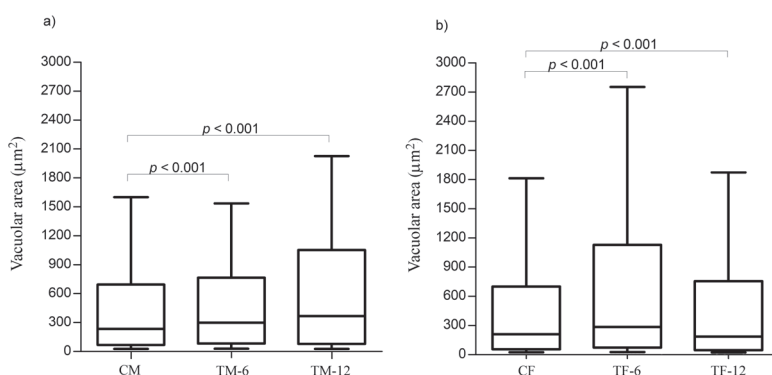 a)
p < 0.001
p < 0.001
Vacuolar area (µm²)
3000
2700
2400
2100
1800
1500
1200
900
600
300
0
CM
TM-6
TM-12
b)
p < 0.001
p < 0.001
Vacuolar area (µm²)
3000
2700
2400
2100
1800
1500
1200
900
600
300
0
CF
TF-6
TF-12